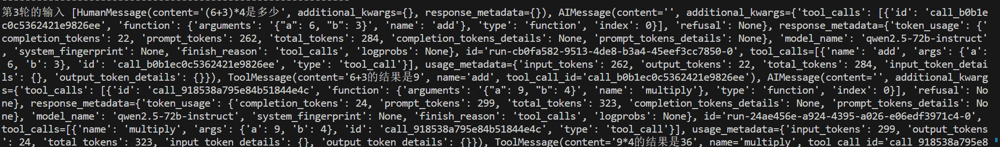 第3轮的输入 [HumanMessage(content='(6+3)*4是多少', additional_kwargs={}, response_metadata={}), AIMessage(content='', additional_kwargs={'tool_calls': [{'id': 'call_b0b1e
c0c5362421e9826ee', 'function': {'arguments': '{"a": 6, "b": 3}', 'name': 'add'}, 'type': 'function', 'index': 0}], 'refusal': None}, response_metadata={'token_usage': {'
completion_tokens': 22, 'prompt_tokens': 262, 'total_tokens': 284, 'completion_tokens_details': None, 'prompt_tokens_details': None}, 'model_name': 'qwen2.5-72b-instruct'
, 'system_fingerprint': None, 'finish_reason': 'tool_calls', 'logprobs': None}, id='run-cb0fa582-9513-4de8-b3a4-45eef3cc7850-0', tool_calls=[{'name': 'add', 'args': {'a':
 6, 'b': 3}, 'id': 'call_b0b1ec0c5362421e9826ee', 'type': 'tool_call'}], usage_metadata={'input_tokens': 262, 'output_tokens': 22, 'total_tokens': 284, 'input_token_detai
ls': {}, 'output_token_details': {}}), ToolMessage(content='6+3的结果是9', name='add', tool_call_id='call_b0b1ec0c5362421e9826ee'), AIMessage(content='', additional_kwarg
s={'tool_calls': [{'id': 'call_918538a795e84b51844e4c', 'function': {'arguments': '{"a": 9, "b": 4}', 'name': 'multiply'}, 'type': 'function', 'index': 0}], 'refusal': No
ne}, response_metadata={'token_usage': {'completion_tokens': 24, 'prompt_tokens': 299, 'total_tokens': 323, 'completion_tokens_details': None, 'prompt_tokens_details': No
ne}, 'model_name': 'qwen2.5-72b-instruct', 'system_fingerprint': None, 'finish_reason': 'tool_calls', 'logprobs': None}, id='run-24ae456e-a924-4395-a026-e06edf3971c4-0',
tool_calls=[{'name': 'multiply', 'args': {'a': 9, 'b': 4}, 'id': 'call_918538a795e84b51844e4c', 'type': 'tool_call'}], usage_metadata={'input_tokens': 299, 'output_tokens
': 24, 'total_tokens': 323, 'input_token_details': {}, 'output_token_details': {}}), ToolMessage(content='9*4的结果是36', name='multiply', tool_call_id='call_918538a795e8